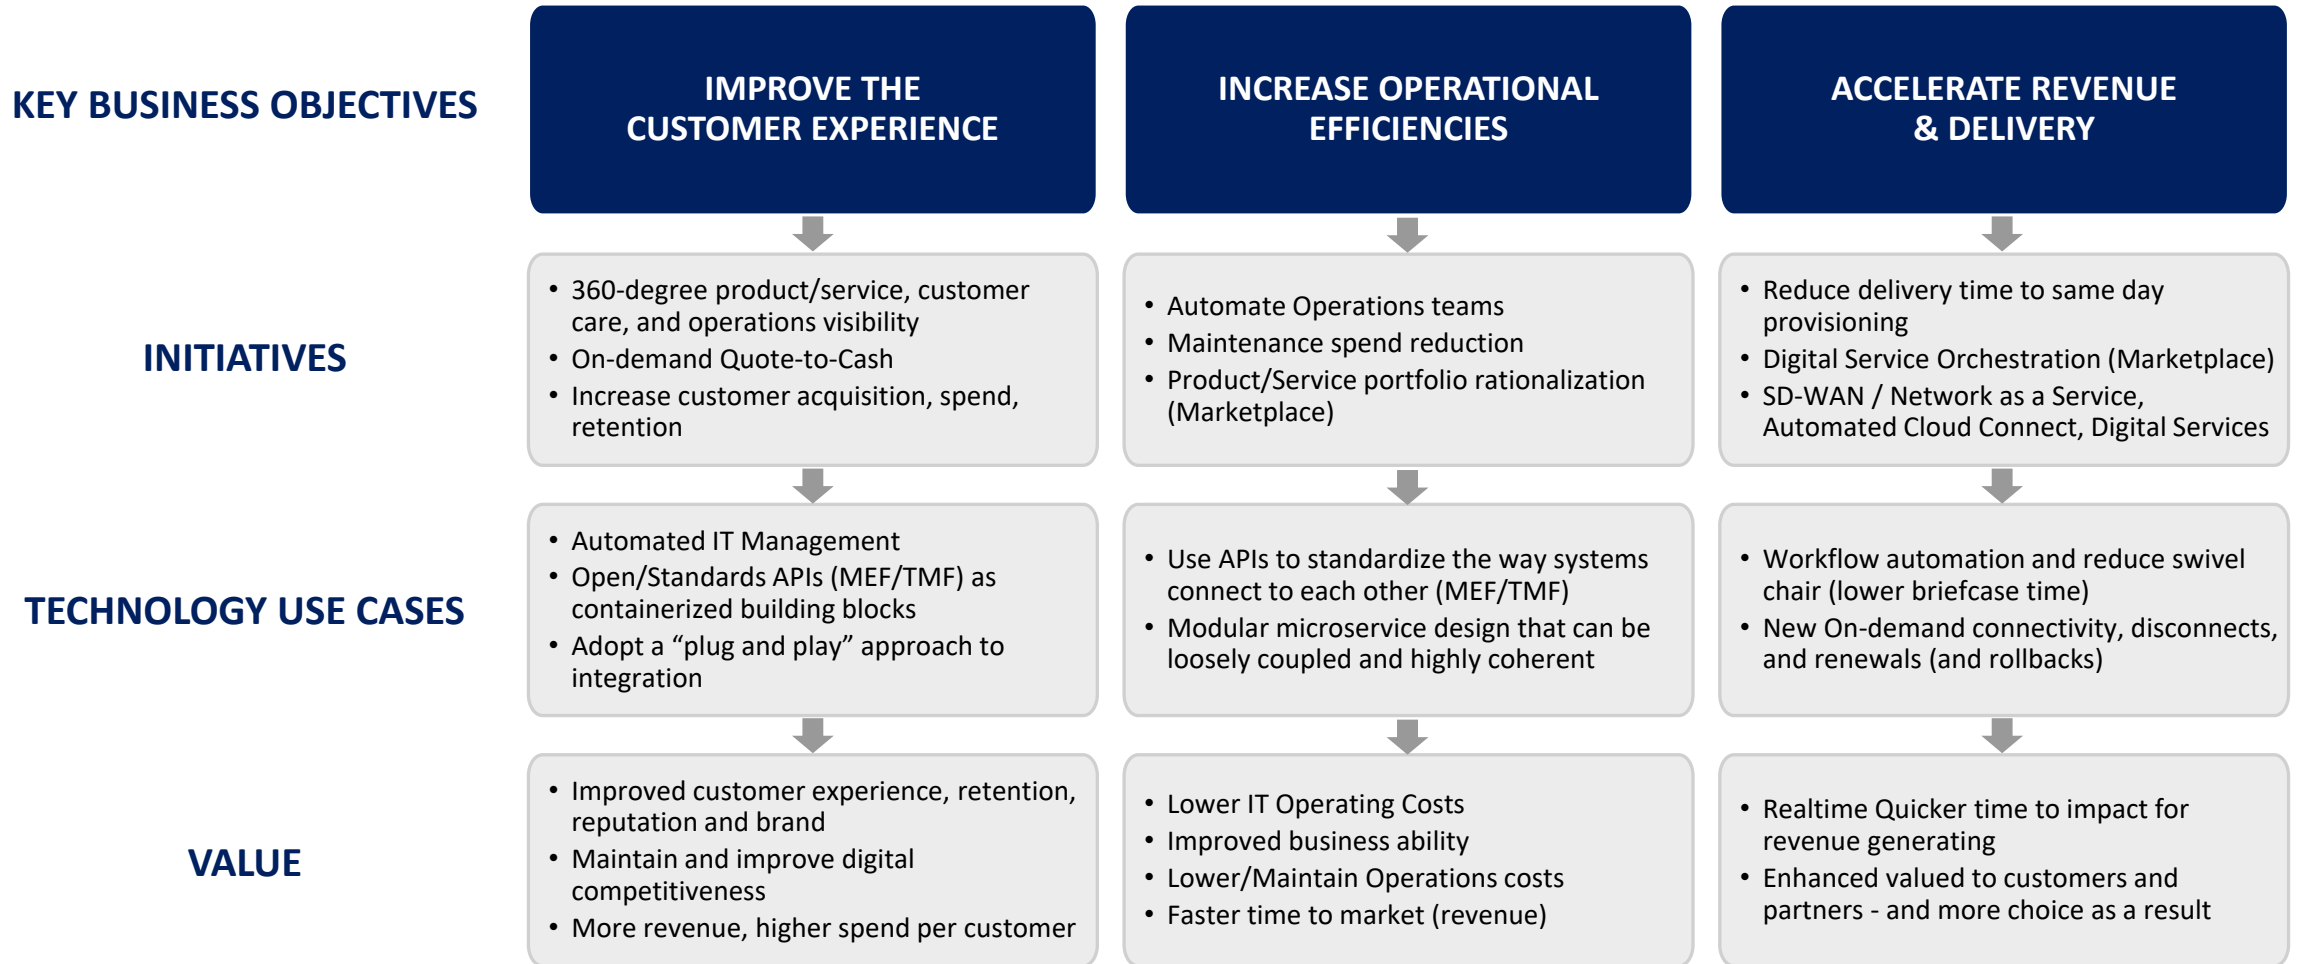 KEY BUSINESS OBJECTIVES
IMPROVE THE
CUSTOMER EXPERIENCE
INCREASE OPERATIONAL
EFFICIENCIES
ACCELERATE REVENUE
& DELIVERY
INITIATIVES
• 360-degree product/service, customer
care, and operations visibility
• On-demand Quote-to-Cash
• Increase customer acquisition, spend,
retention
• Automate Operations teams
• Maintenance spend reduction
• Product/Service portfolio rationalization
(Marketplace)
• Reduce delivery time to same day
provisioning
• Digital Service Orchestration (Marketplace)
• SD-WAN / Network as a Service,
Automated Cloud Connect, Digital Services
TECHNOLOGY USE CASES
• Automated IT Management
• Open/Standards APIs (MEF/TMF) as
containerized building blocks
• Adopt a “plug and play” approach to
integration
• Use APIs to standardize the way systems
connect to each other (MEF/TMF)
• Modular microservice design that can be
loosely coupled and highly coherent
• Workflow automation and reduce swivel
chair (lower briefcase time)
• New On-demand connectivity, disconnects,
and renewals (and rollbacks)
VALUE
• Improved customer experience, retention,
reputation and brand
• Maintain and improve digital
competitiveness
• More revenue, higher spend per customer
• Lower IT Operating Costs
• Improved business ability
• Lower/Maintain Operations costs
• Faster time to market (revenue)
• Realtime Quicker time to impact for
revenue generating
• Enhanced valued to customers and
partners - and more choice as a result